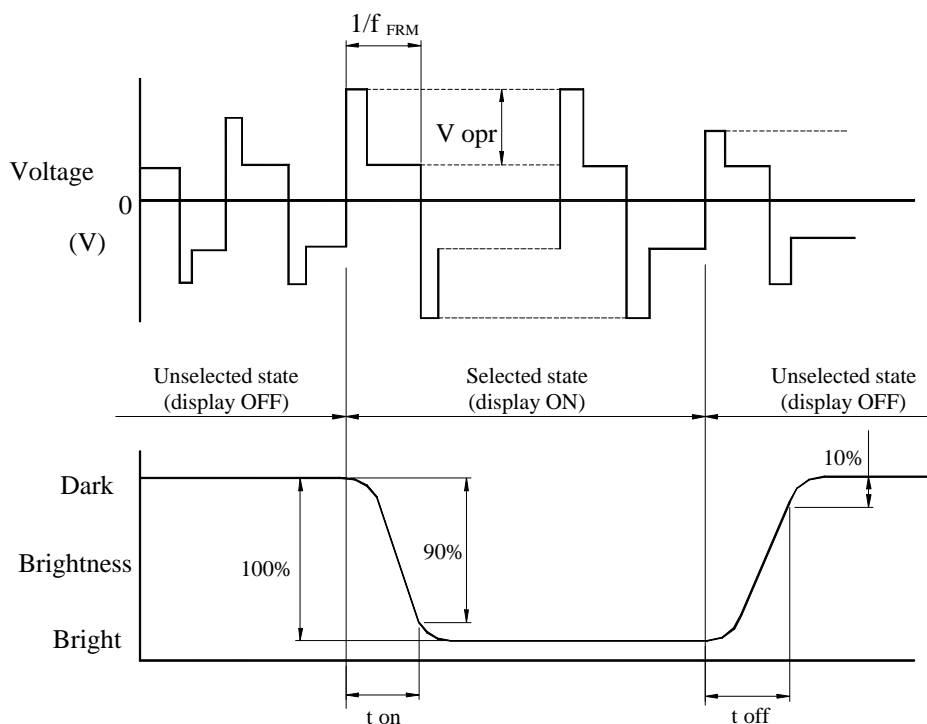 1/f FRM
V opr
Voltage
0
(V)
Unselected state
(display OFF)
Selected state
(display ON)
Unselected state
(display OFF)
10%
Dark
90%
Brightness
100%
Bright
t on
t off